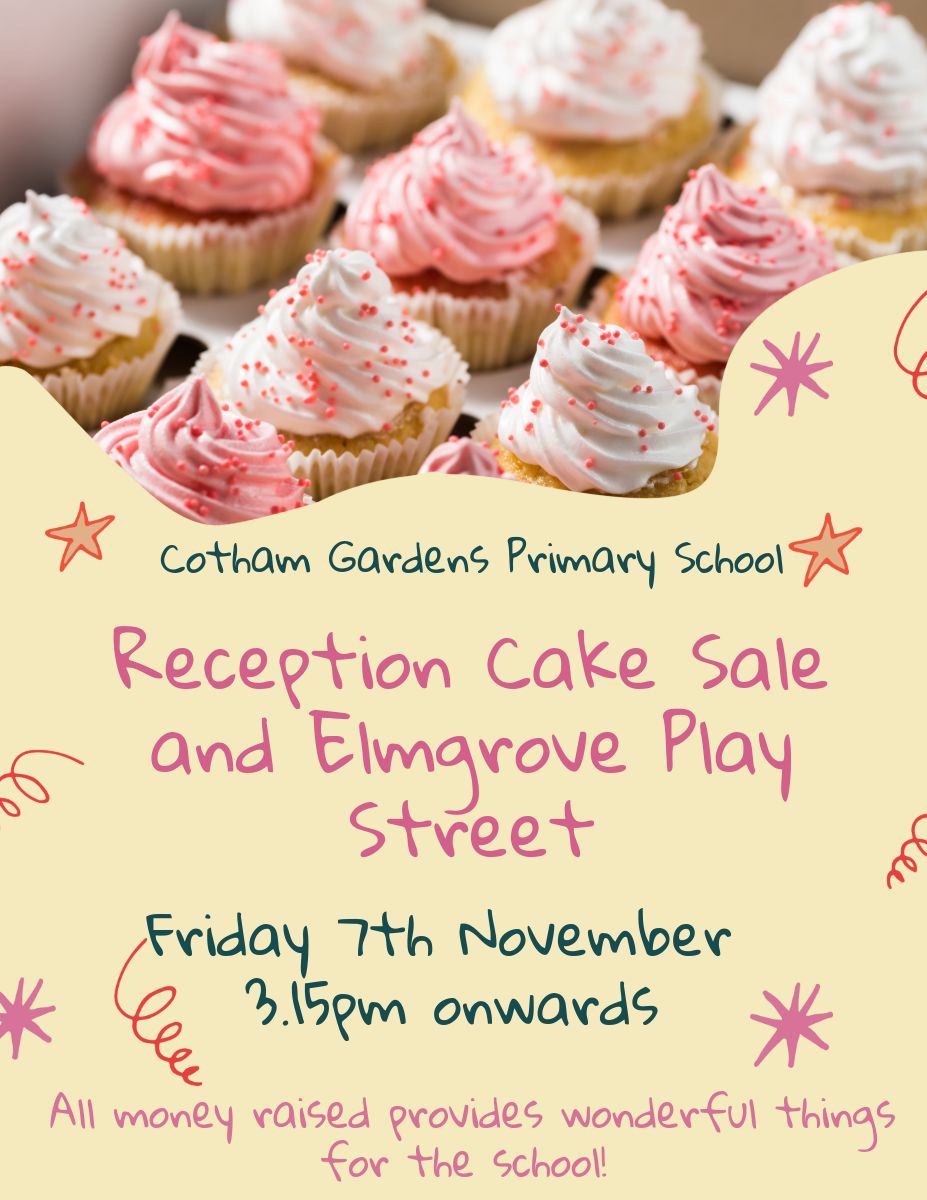 Cotham Gardens Primary School
Reception Cake Sale
and Elmgrove Play
Street
Friday 7th November
3.15pm onwards
All money raised provides wonderful things
for the school!